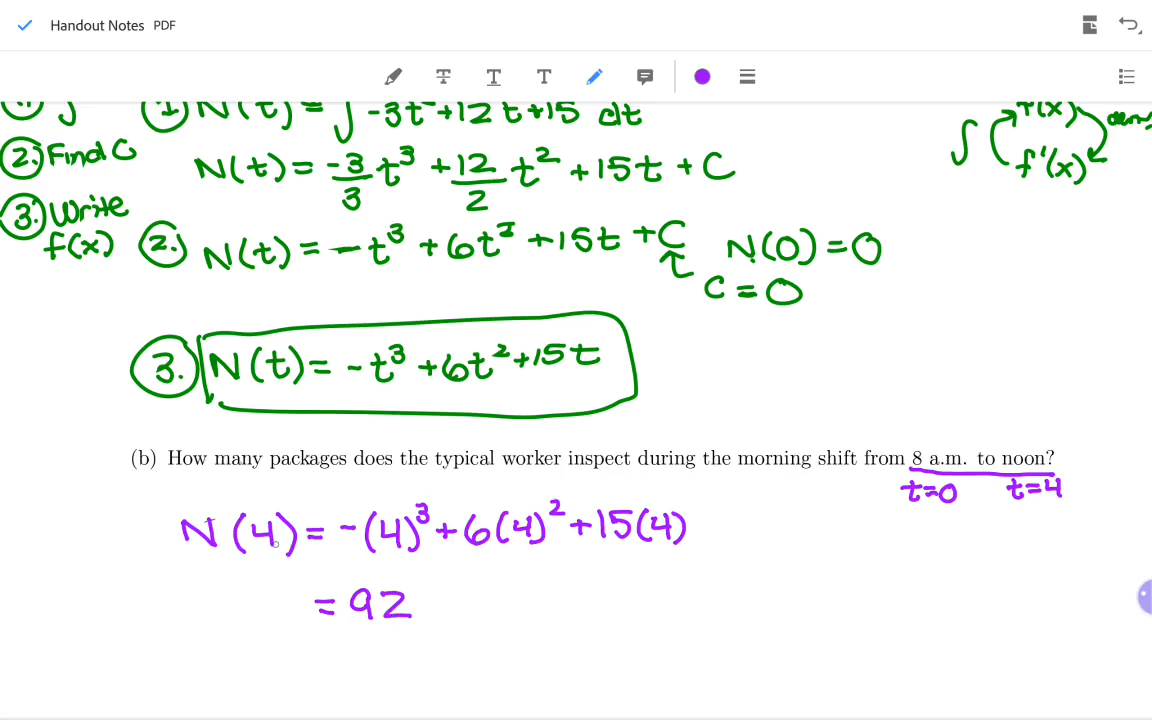 Handout Notes PDF
1. ∫ 1. N(t) = ∫ -3t² +12t+15 dt
f(x)
∫ f'(x)
2. Find C
N(t) = -3/3 t³ + 12/2 t² + 15t + C
3. Write
f(x)
2. N(t) = -t³ + 6t² + 15t + C N(0) = 0
C = 0
3. N(t) = -t³ + 6t² + 15t
(b) How many packages does the typical worker inspect during the morning shift from 8 a.m. to noon?
t=0 t=4
N(4) = -(4)³ + 6(4)² + 15(4)
= 92